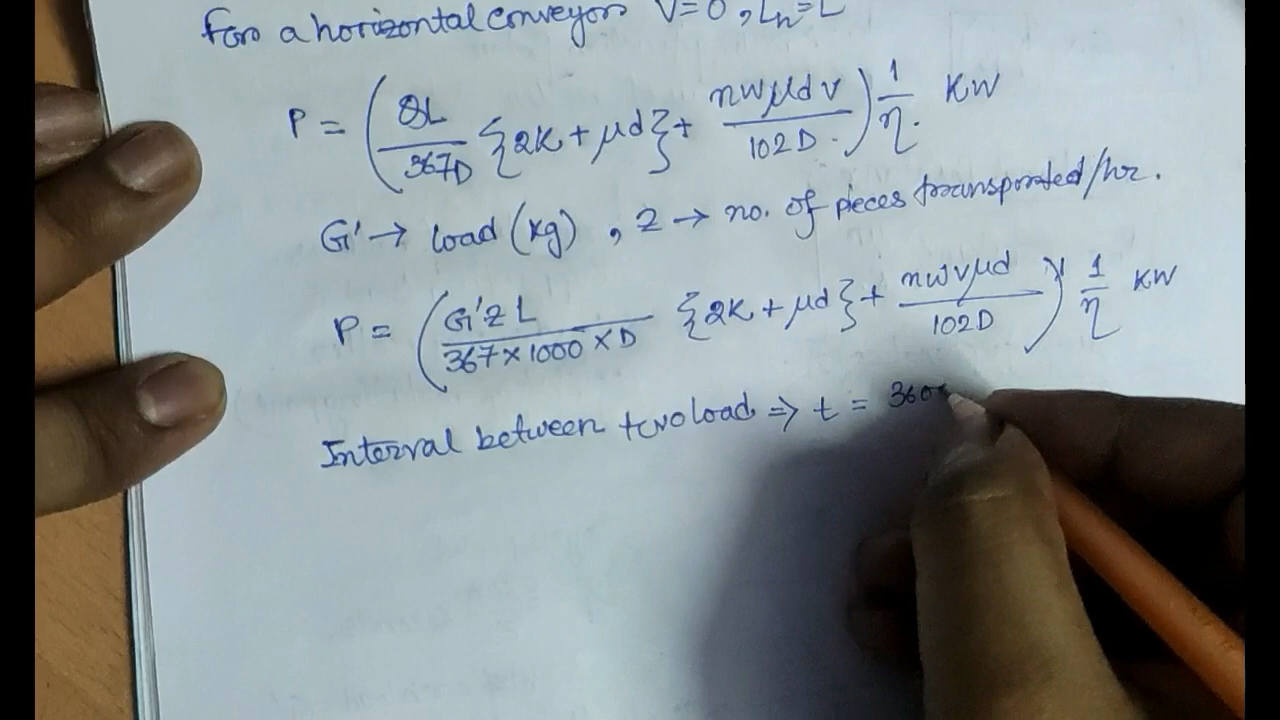 For a horizontal conveyor V=0, Lh=L
P = (QL/367D {2K + μd} + nwμdv/102D.) 1/η. KW
G' → load (kg), Z → no. of pieces transported/hr.
P = (G'ZL/367×1000×D {2K + μd} + nwvμd/102D) 1/η KW
Interval between two load ⇒ t = 360